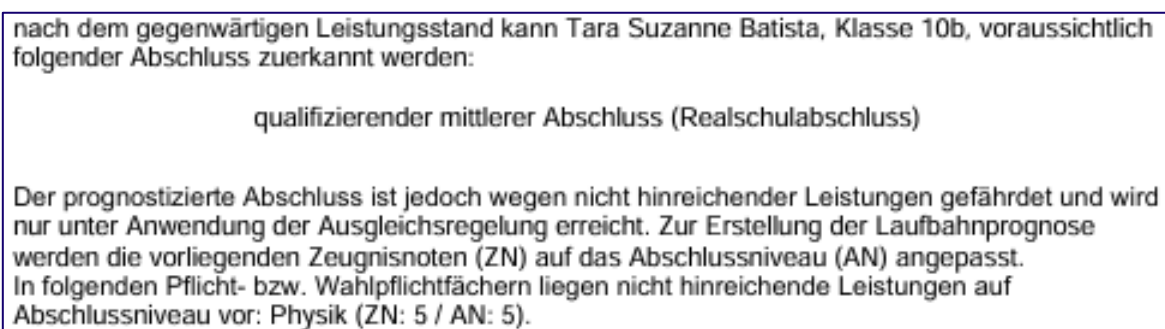 nach dem gegenwärtigen Leistungsstand kann Tara Suzanne Batista, Klasse 10b, voraussichtlich
folgender Abschluss zuerkannt werden:
qualifizierender mittlerer Abschluss (Realschulabschluss)
Der prognostizierte Abschluss ist jedoch wegen nicht hinreichender Leistungen gefährdet und wird
nur unter Anwendung der Ausgleichsregelung erreicht. Zur Erstellung der Laufbahnprognose
werden die vorliegenden Zeugnisnoten (ZN) auf das Abschlussniveau (AN) angepasst.
In folgenden Pflicht- bzw. Wahlpflichtfächern liegen nicht hinreichende Leistungen auf
Abschlussniveau vor: Physik (ZN: 5 / AN: 5).